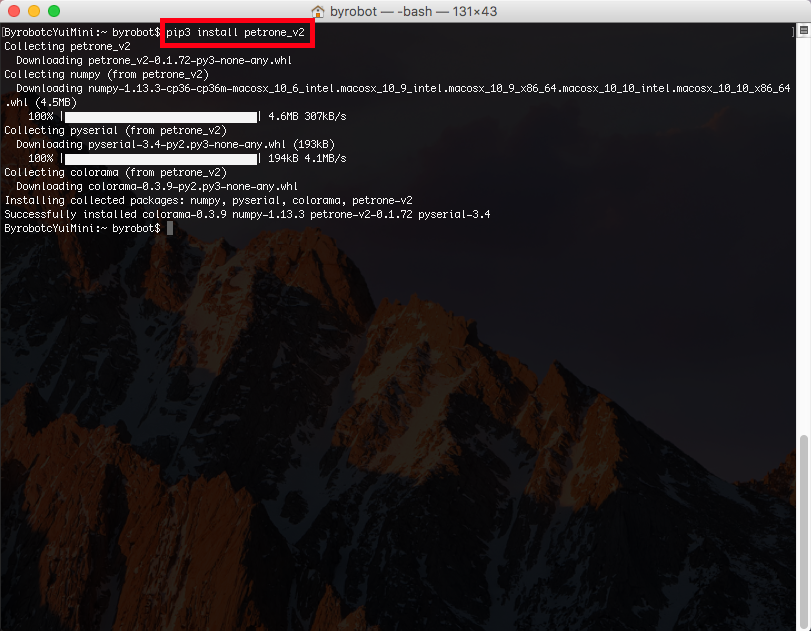 byrobot — -bash — 131×43
[ByrobotcYuiMini:~ byrobot$ pip3 install petrone_v2 ]
Collecting petrone_v2
  Downloading petrone_v2-0.1.72-py3-none-any.whl
Collecting numpy (from petrone_v2)
  Downloading numpy-1.13.3-cp36-cp36m-macosx_10_6_intel.macosx_10_9_intel.macosx_10_9_x86_64.macosx_10_10_intel.macosx_10_10_x86_64
.whl (4.5MB)
    100% |████████████████████████████████| 4.6MB 307kB/s
Collecting pyserial (from petrone_v2)
  Downloading pyserial-3.4-py2.py3-none-any.whl (193kB)
    100% |████████████████████████████████| 194kB 4.1MB/s
Collecting colorama (from petrone_v2)
  Downloading colorama-0.3.9-py2.py3-none-any.whl
Installing collected packages: numpy, pyserial, colorama, petrone-v2
Successfully installed colorama-0.3.9 numpy-1.13.3 petrone-v2-0.1.72 pyserial-3.4
ByrobotcYuiMini:~ byrobot$